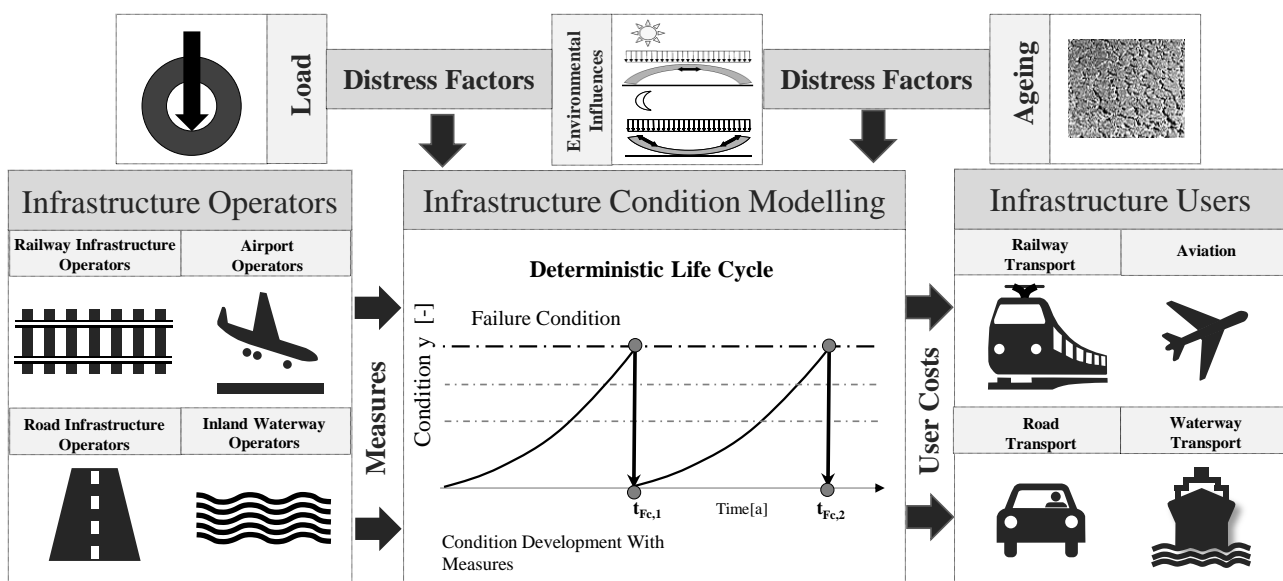 Load
Distress Factors
Environmental
Influences
Distress Factors
Ageing
Infrastructure Operators
Railway Infrastructure
Operators
Airport
Operators
Road Infrastructure
Operators
Inland Waterway
Operators
Measures
Infrastructure Condition Modelling
Deterministic Life Cycle
Condition y [-]
Failure Condition
t_Fc,1
Time[a]
t_Fc,2
Condition Development With
Measures
User Costs
Infrastructure Users
Railway
Transport
Aviation
Road
Transport
Waterway
Transport